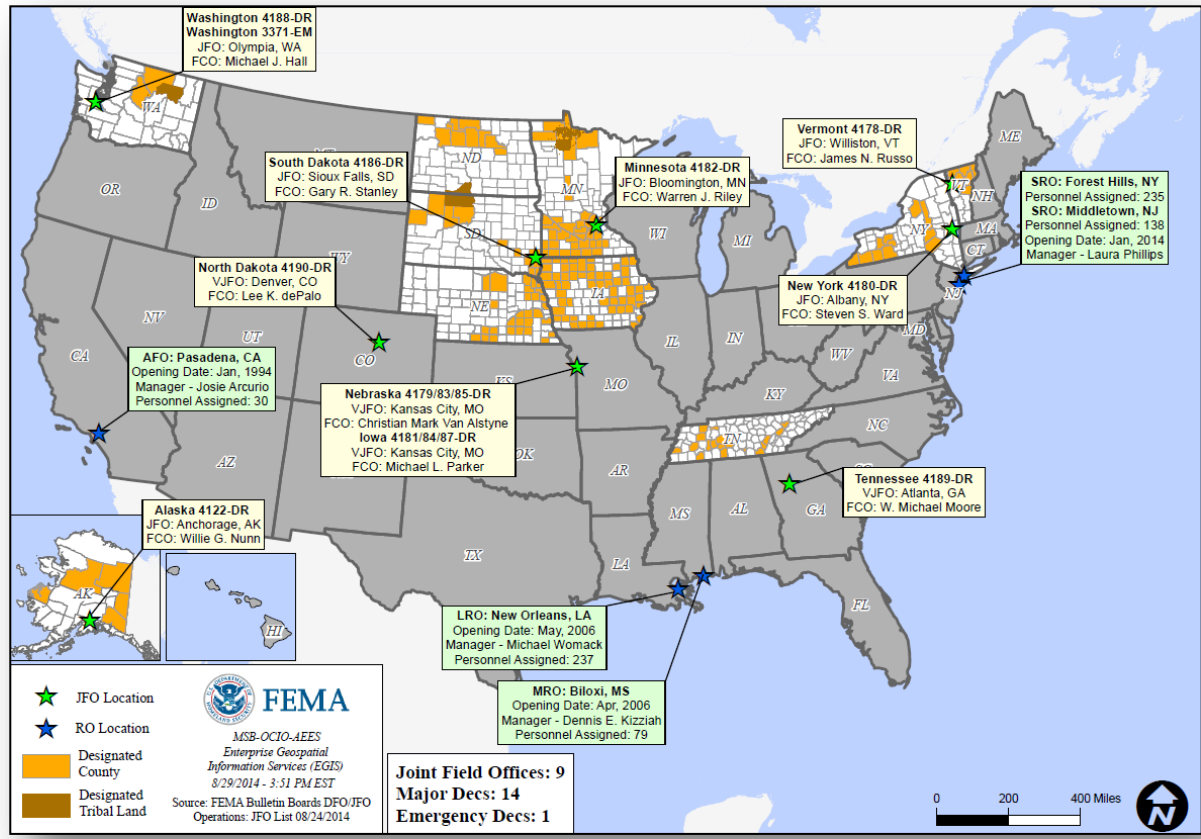 Washington 4188-DR
Washington 3371-EM
JFO: Olympia, WA
FCO: Michael J. Hall
South Dakota 4186-DR
JFO: Sioux Falls, SD
FCO: Gary R. Stanley
Minnesota 4182-DR
JFO: Bloomington, MN
FCO: Warren J. Riley
Vermont 4178-DR
JFO: Williston, VT
FCO: James N. Russo
SRO: Forest Hills, NY
Personnel Assigned: 235
SRO: Middletown, NJ
Personnel Assigned: 138
Opening Date: Jan, 2014
Manager - Laura Phillips
North Dakota 4190-DR
VJFO: Denver, CO
FCO: Lee K. dePalo
New York 4180-DR
JFO: Albany, NY
FCO: Steven S. Ward
AFO: Pasadena, CA
Opening Date: Jan, 1994
Manager - Josie Arcurio
Personnel Assigned: 30
Nebraska 4179/83/85-DR
VJFO: Kansas City, MO
FCO: Christian Mark Van Alstyne
Iowa 4181/84/87-DR
VJFO: Kansas City, MO
FCO: Michael L. Parker
Tennessee 4189-DR
VJFO: Atlanta, GA
FCO: W. Michael Moore
Alaska 4122-DR
JFO: Anchorage, AK
FCO: Willie G. Nunn
LRO: New Orleans, LA
Opening Date: May, 2006
Manager - Michael Womack
Personnel Assigned: 237
MRO: Biloxi, MS
Opening Date: Apr, 2006
Manager - Dennis E. Kizziah
Personnel Assigned: 79
WA
OR
ID
ND
MN
SD
WI
MI
NY
VT
NH
ME
MA
CT
NJ
NE
IA
NV
UT
CA
CO
IL
IN
MD
WV
VA
KY
MO
AZ
OK
AR
TN
NC
MS
AL
GA
TX
LA
FL
AK
HI
JFO Location
RO Location
Designated
County
Designated
Tribal Land
FEMA
MSB-OCIO-AEES
Enterprise Geospatial
Information Services (EGIS)
8/29/2014 - 3:51 PM EST
Source: FEMA Bulletin Boards DFO/JFO
Operations: JFO List 08/24/2014
Joint Field Offices: 9
Major Decs: 14
Emergency Decs: 1
0 200 400 Miles
N